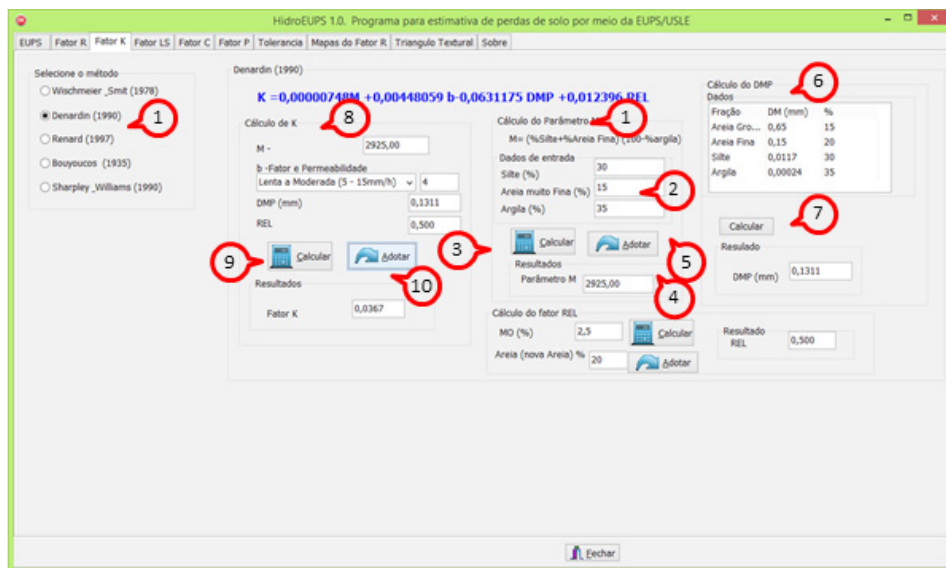 HidroEUPS 1.0. Programa para estimativa de perdas de solo por meio da EUPS/USLE
EUPS Fator R Fator K Fator LS Fator C Fator P Tolerancia Mapas do Fator R Triangulo Textural Sobre
Selecione o método
Wischmeier _Smit (1978)
Denardin (1990)
1
Renard (1997)
Bouyoucos (1935)
Sharpley _Williams (1990)
Denardin (1990)
K =0,00000748M +0,00448059 b-0,0631175 DMP +0,012396 REL
Cálculo de K
8
M -
2925,00
b -Fator e Permeabilidade
Lenta a Moderada (5 - 15mm/h) 4
DMP (mm) 0,1311
REL 0,500
9
Calcular
Adotar
10
Resultados
Fator K 0,0367
Cálculo do Parâmetro
1
M= (%Silte+%Areia Fina) (100-%argila)
Dados de entrada
Silte (%) 30
Areia muito Fina (%) 15
2
Argila (%) 35
3
Calcular
Adotar
5
Resultados
Parâmetro M 2925,00
4
Cálculo do fator REL
MO (%) 2,5
Calcular
Areia (nova Areia) % 20
Adotar
Resultado
REL 0,500
Cálculo do DMP
6
Dados
Fração DM (mm) %
Areia Gro... 0,65 15
Areia Fina 0,15 20
Silte 0,0117 30
Argila 0,00024 35
Calcular
7
Resulado
DMP (mm) 0,1311
Fechar